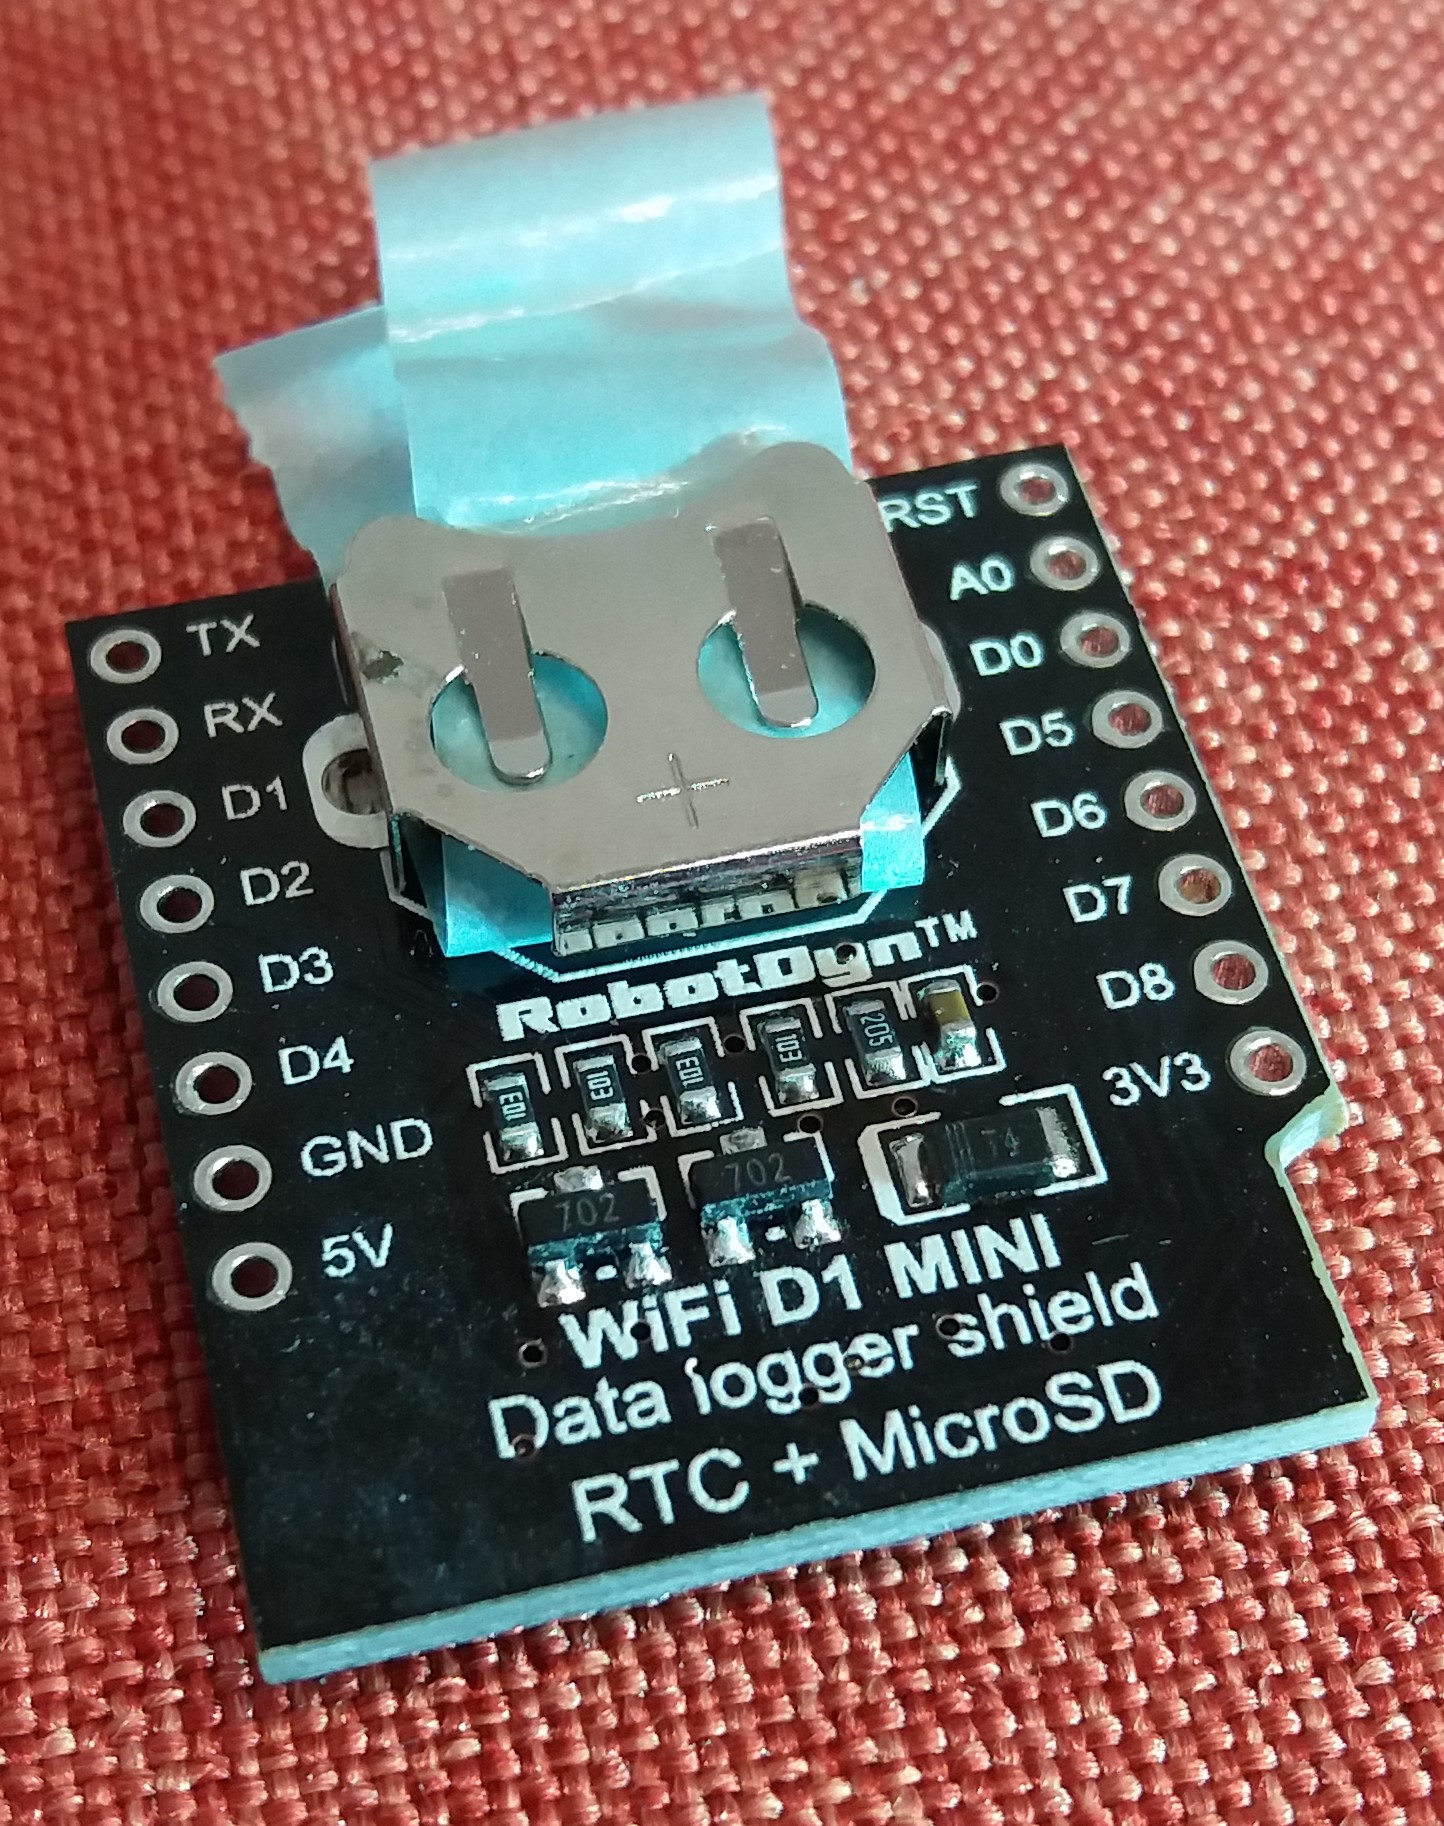 TX
RX
D1
D2
D3
D4
GND
5V
RST
A0
D0
D5
D6
D7
D8
3V3
+
RobotDyn™
103 103 103 103 205
702 702 T4
WiFi D1 MINI
Data logger shield
RTC + MicroSD